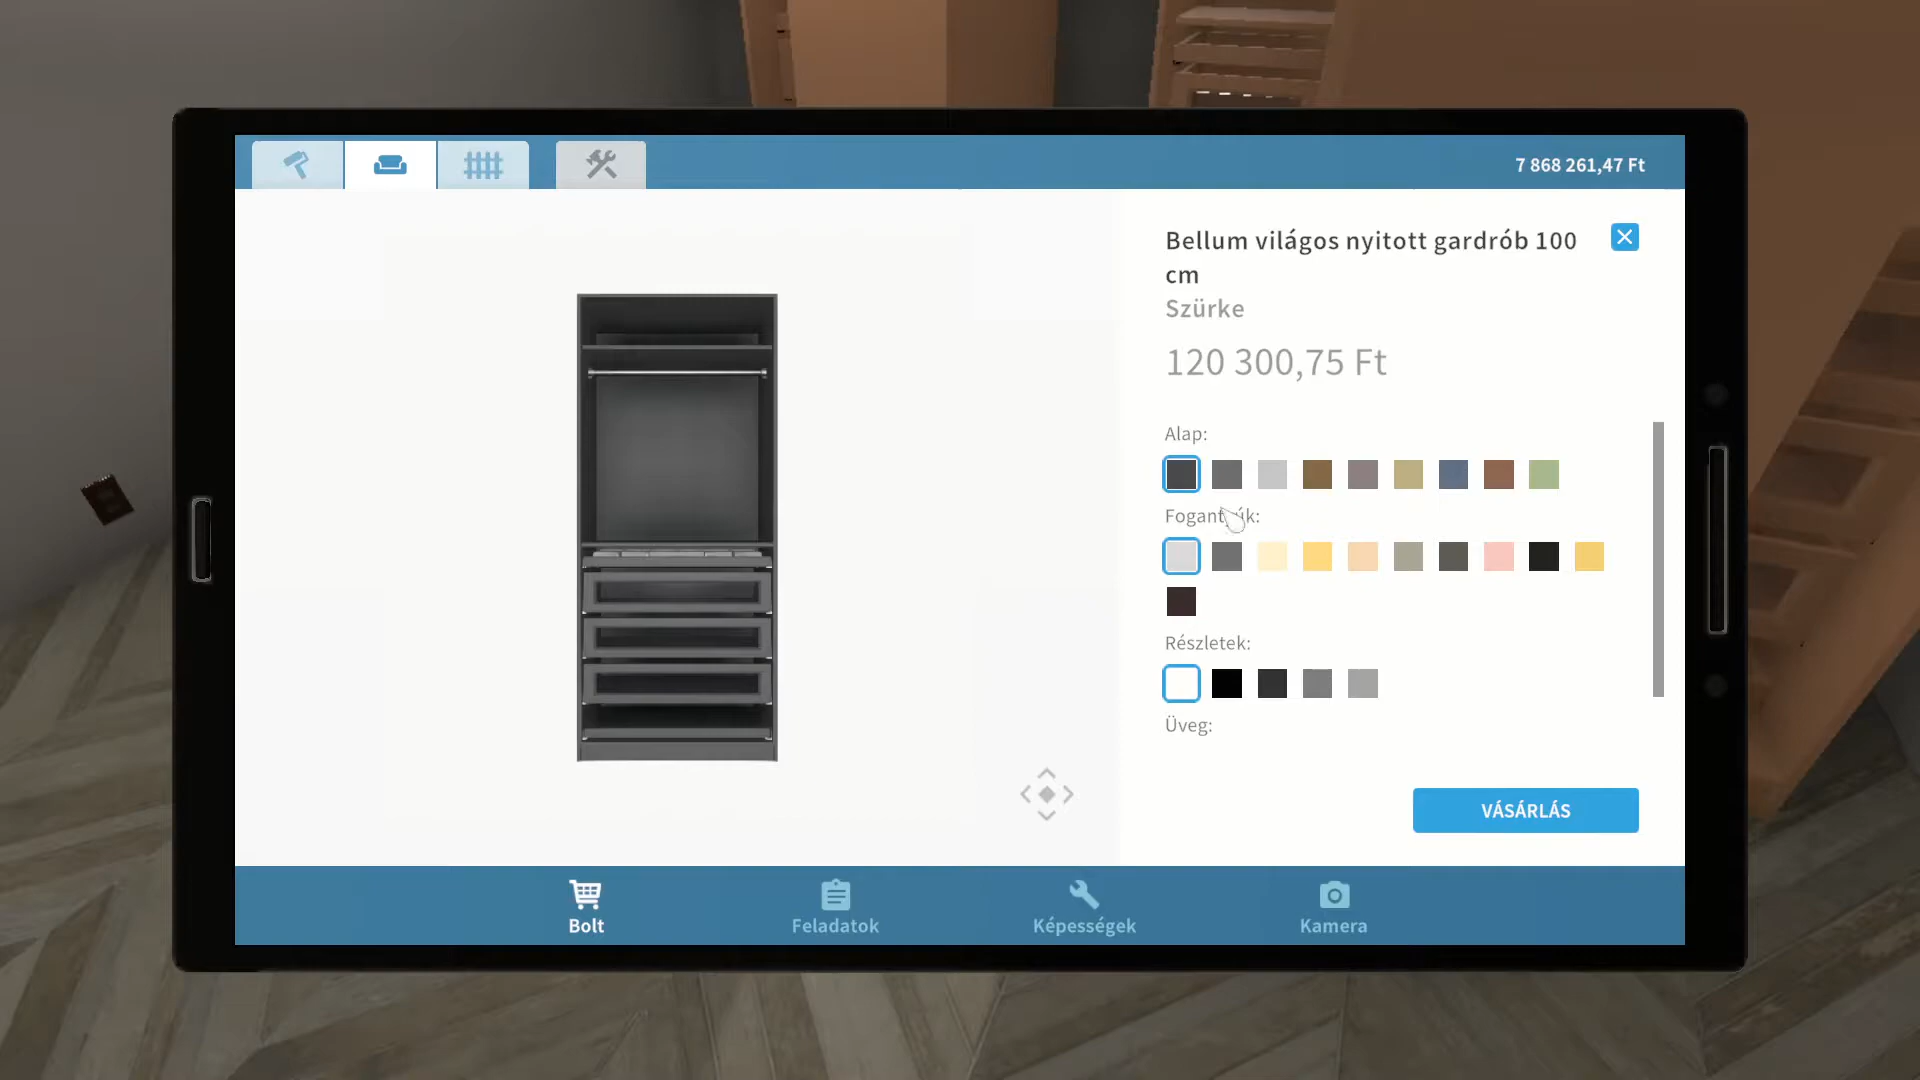 7 868 261,47 Ft
Bellum világos nyitott gardrób 100
cm
Szürke
120 300,75 Ft
Alap:
Fogantyúk:
Részletek:
Üveg:
VÁSÁRLÁS
Bolt
Feladatok
Képességek
Kamera